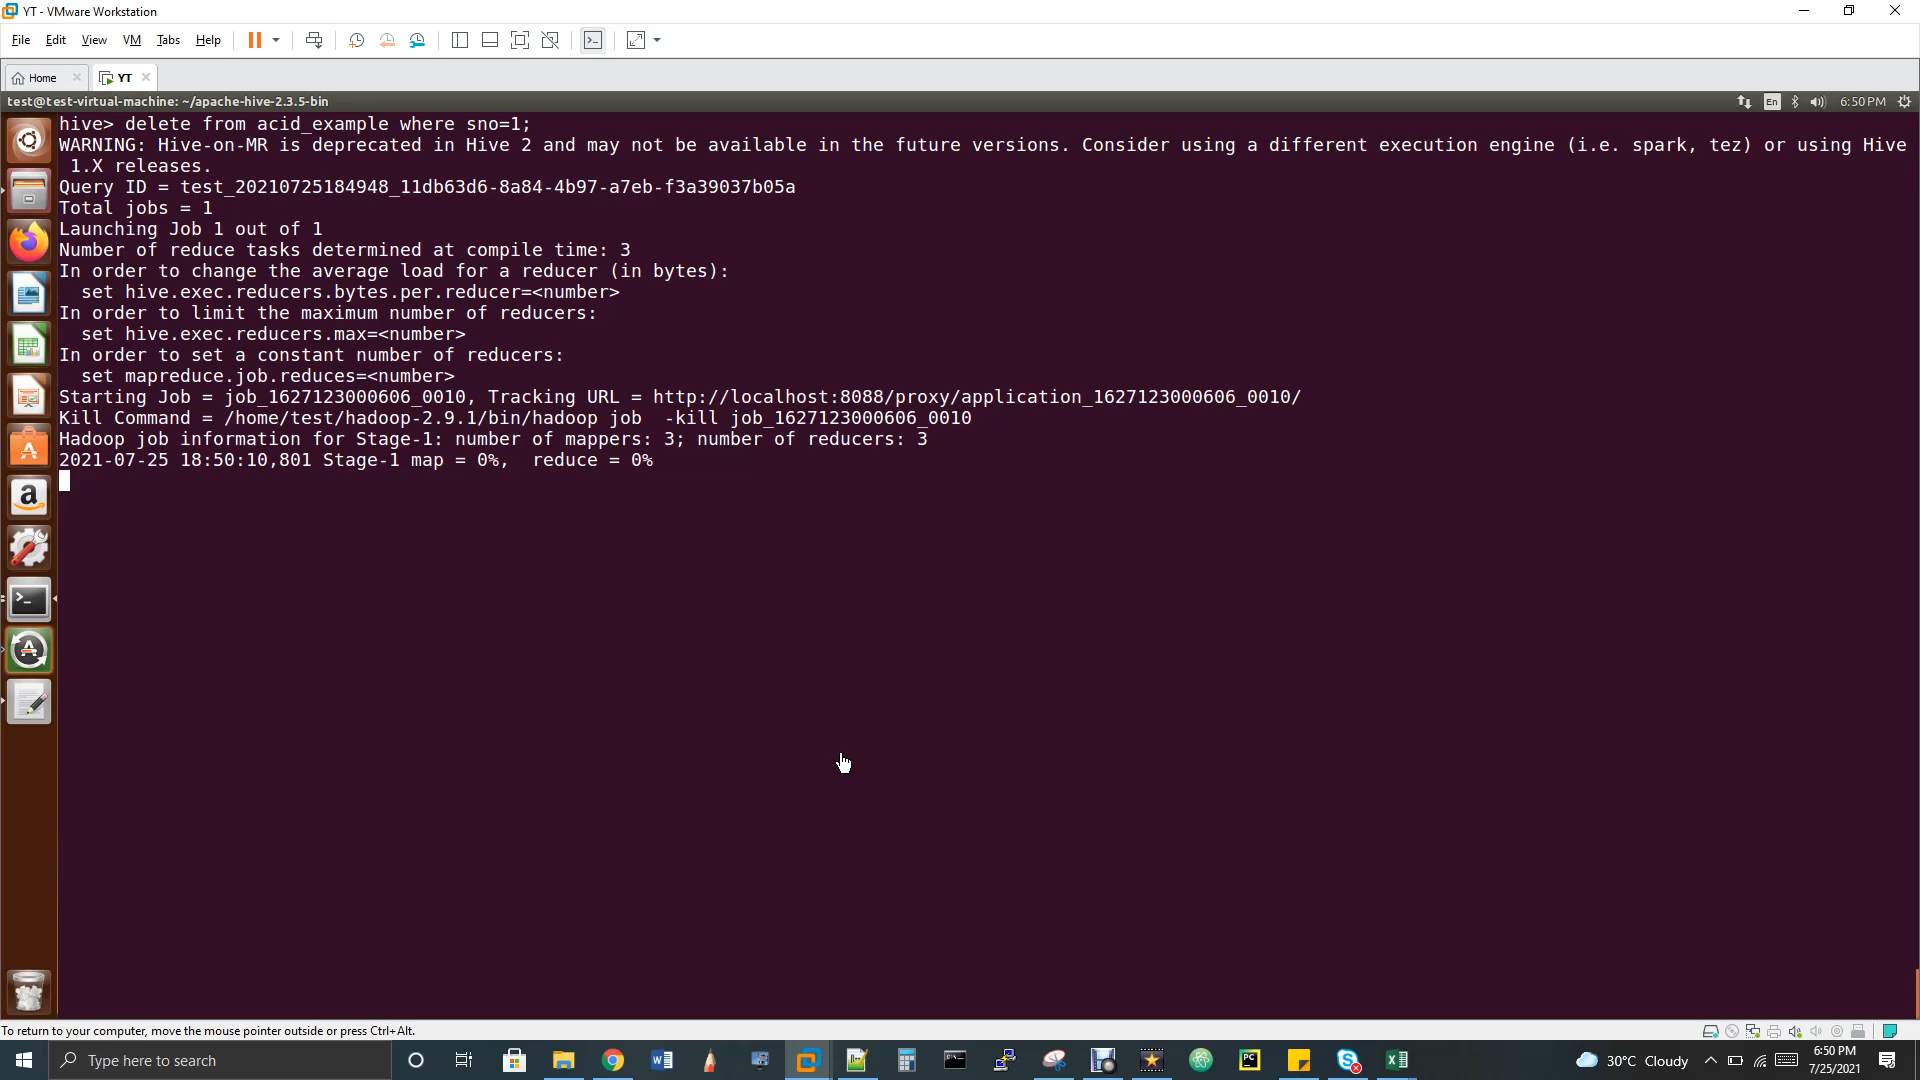 YT - VMware Workstation
File Edit View VM Tabs Help
Home YT
test@test-virtual-machine: ~/apache-hive-2.3.5-bin En 6:50 PM
hive> delete from acid_example where sno=1;
WARNING: Hive-on-MR is deprecated in Hive 2 and may not be available in the future versions. Consider using a different execution engine (i.e. spark, tez) or using Hive
1.X releases.
Query ID = test_20210725184948_11db63d6-8a84-4b97-a7eb-f3a39037b05a
Total jobs = 1
Launching Job 1 out of 1
Number of reduce tasks determined at compile time: 3
In order to change the average load for a reducer (in bytes):
set hive.exec.reducers.bytes.per.reducer=<number>
In order to limit the maximum number of reducers:
set hive.exec.reducers.max=<number>
In order to set a constant number of reducers:
set mapreduce.job.reduces=<number>
Starting Job = job_1627123000606_0010, Tracking URL = http://localhost:8088/proxy/application_1627123000606_0010/
Kill Command = /home/test/hadoop-2.9.1/bin/hadoop job  -kill job_1627123000606_0010
Hadoop job information for Stage-1: number of mappers: 3; number of reducers: 3
2021-07-25 18:50:10,801 Stage-1 map = 0%,  reduce = 0%
To return to your computer, move the mouse pointer outside or press Ctrl+Alt.
Type here to search
30°C Cloudy
6:50 PM
7/25/2021